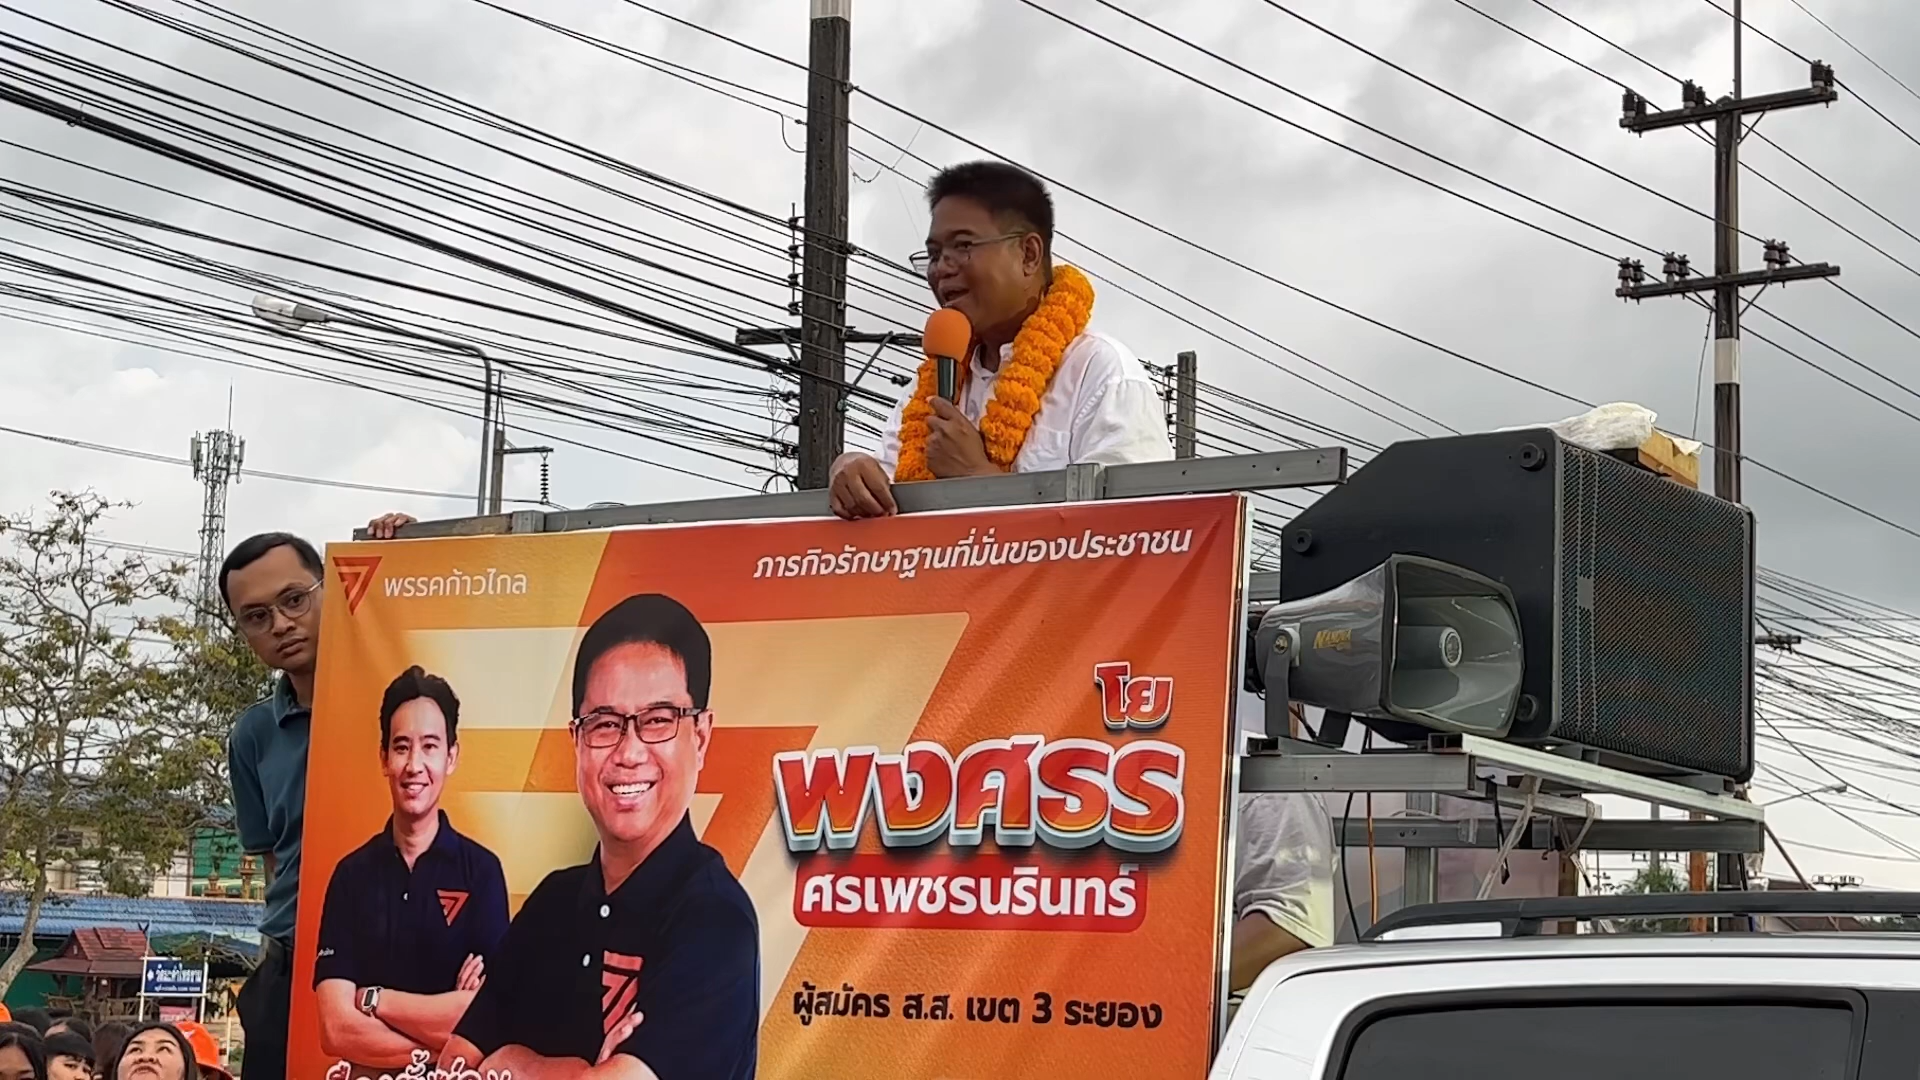 ภารกิจรักษาฐานที่มั่นของประชาชน
พรรคก้าวไกล
โย
พงศธร
ศรเพชรนรินทร์
ผู้สมัคร ส.ส. เขต 3 ระยอง
NANOVA